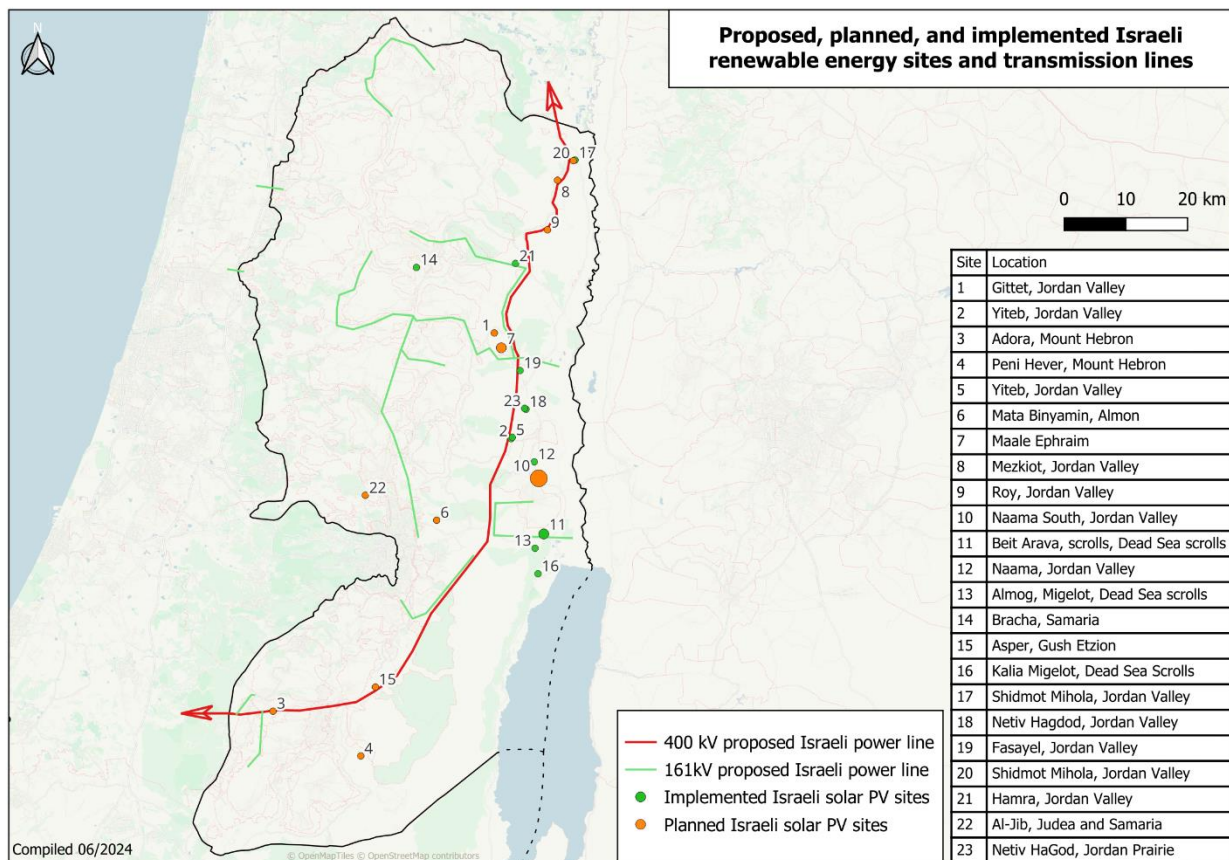 N
Proposed, planned, and implemented Israeli
renewable energy sites and transmission lines
0 10 20 km
20 17
8
9
21
14
1
7
19
23 18
2 5
12
10
22
6
11
13
16
15
3
4
Site Location
1 Gittet, Jordan Valley
2 Yiteb, Jordan Valley
3 Adora, Mount Hebron
4 Peni Hever, Mount Hebron
5 Yiteb, Jordan Valley
6 Mata Binyamin, Almon
7 Maale Ephraim
8 Mezkiot, Jordan Valley
9 Roy, Jordan Valley
10 Naama South, Jordan Valley
11 Beit Arava, scrolls, Dead Sea scrolls
12 Naama, Jordan Valley
13 Almog, Migelot, Dead Sea scrolls
14 Bracha, Samaria
15 Asper, Gush Etzion
16 Kalia Migelot, Dead Sea Scrolls
17 Shidmot Mihola, Jordan Valley
18 Netiv Hagdod, Jordan Valley
19 Fasayel, Jordan Valley
20 Shidmot Mihola, Jordan Valley
21 Hamra, Jordan Valley
22 Al-Jib, Judea and Samaria
23 Netiv HaGod, Jordan Prairie
400 kV proposed Israeli power line
161kV proposed Israeli power line
Implemented Israeli solar PV sites
Planned Israeli solar PV sites
Compiled 06/2024
© OpenMapTiles © OpenStreetMap contributors